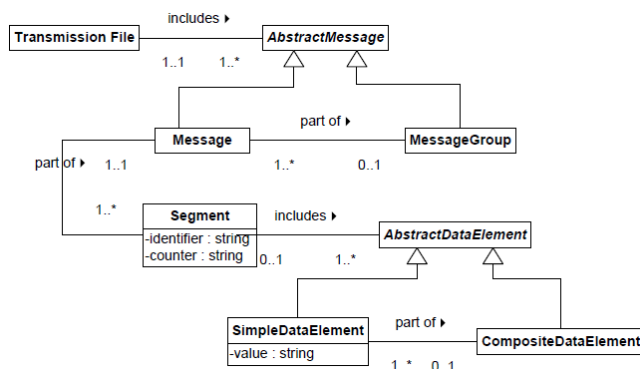 includes ▸
Transmission File
AbstractMessage
1..1
1..*
part of ▸
Message
MessageGroup
part of ▸
1..1
1..*
0..1
1..*
Segment
includes ▸
-identifier : string
AbstractDataElement
-counter : string
0..1
1..*
part of ▸
SimpleDataElement
CompositeDataElement
-value : string
1..*
0..1